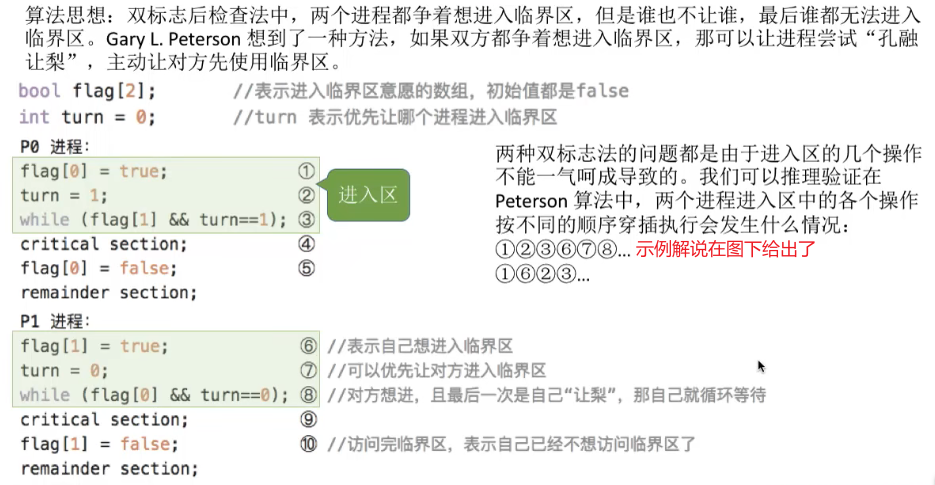 算法思想：双标志后检查法中，两个进程都争着想进入临界区，但是谁也不让谁，最后谁都无法进入
临界区。Gary L. Peterson 想到了一种方法，如果双方都争着想进入临界区，那可以让进程尝试“孔融
让梨”，主动让对方先使用临界区。
bool flag[2]; //表示进入临界区意愿的数组，初始值都是false
int turn = 0; //turn 表示优先让哪个进程进入临界区
P0 进程：
flag[0] = true; ①
turn = 1; ②
while (flag[1] && turn==1); ③
critical section; ④
flag[0] = false; ⑤
remainder section;
进入区
两种双标志法的问题都是由于进入区的几个操作
不能一气呵成导致的。我们可以推理验证在
Peterson 算法中，两个进程进入区中的各个操作
按不同的顺序穿插执行会发生什么情况：
①②③⑥⑦⑧... 示例解说在图下给出了
①⑥②③...
P1 进程：
flag[1] = true; ⑥ //表示自己想进入临界区
turn = 0; ⑦ //可以优先让对方进入临界区
while (flag[0] && turn==0); ⑧ //对方想进，且最后一次是自己“让梨”，那自己就循环等待
critical section; ⑨
flag[1] = false; ⑩ //访问完临界区，表示自己已经不想访问临界区了
remainder section;